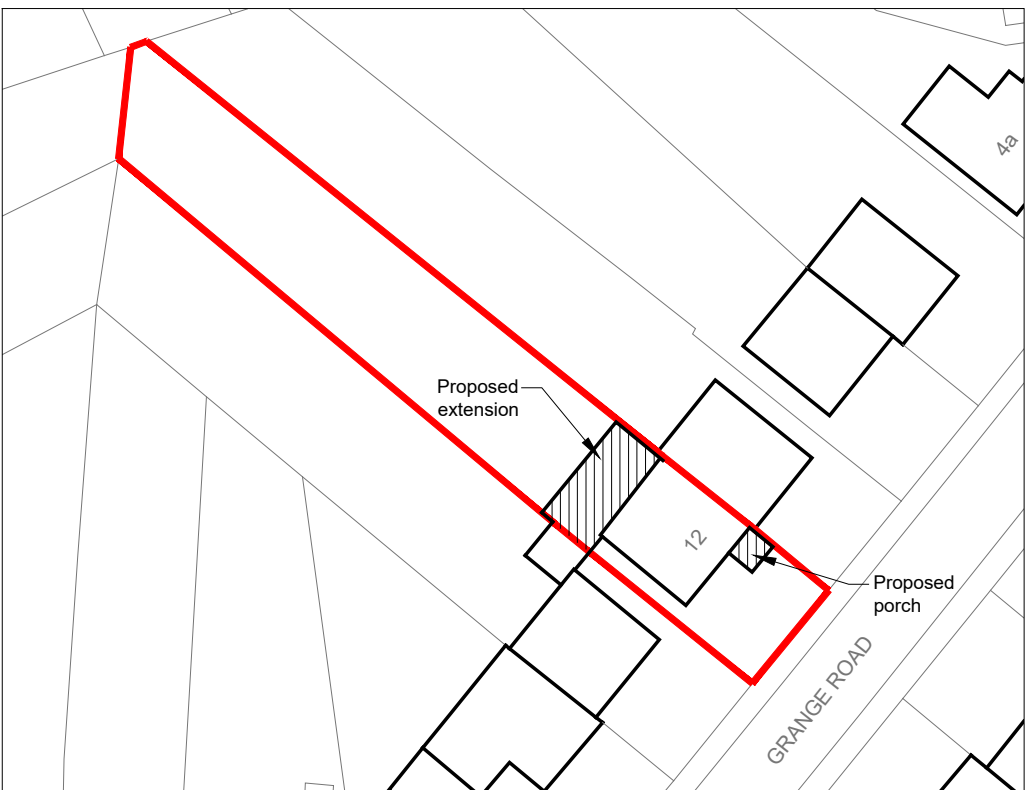 4a
Proposed
extension
12
Proposed
porch
GRANGE ROAD